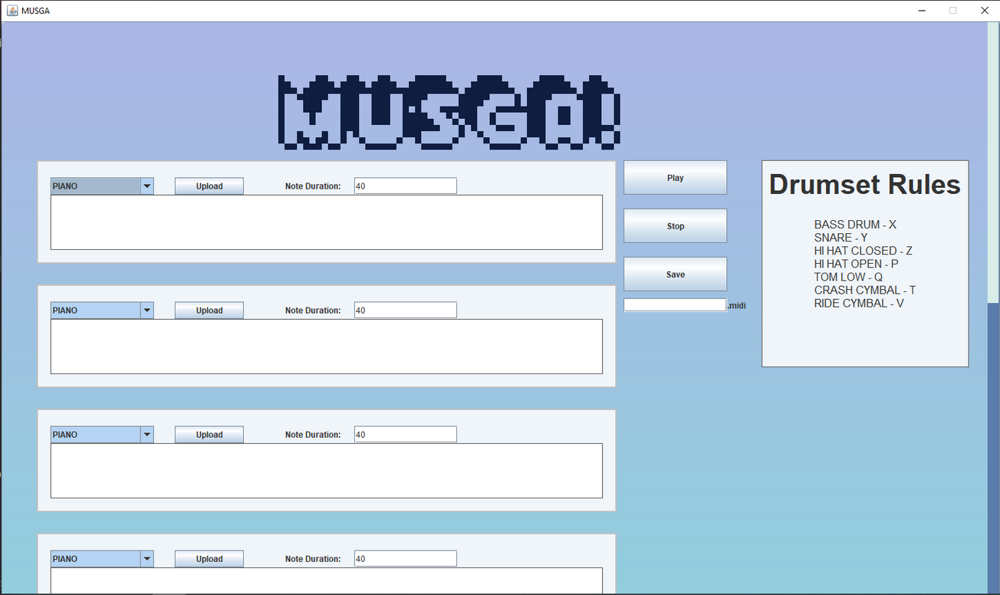 MUSGA
MUSGA!
PIANO Upload Note Duration: 40
Play
Stop
Save
.midi
Drumset Rules
BASS DRUM - X
SNARE - Y
HI HAT CLOSED - Z
HI HAT OPEN - P
TOM LOW - Q
CRASH CYMBAL - T
RIDE CYMBAL - V
PIANO Upload Note Duration: 40
PIANO Upload Note Duration: 40
PIANO Upload Note Duration: 40